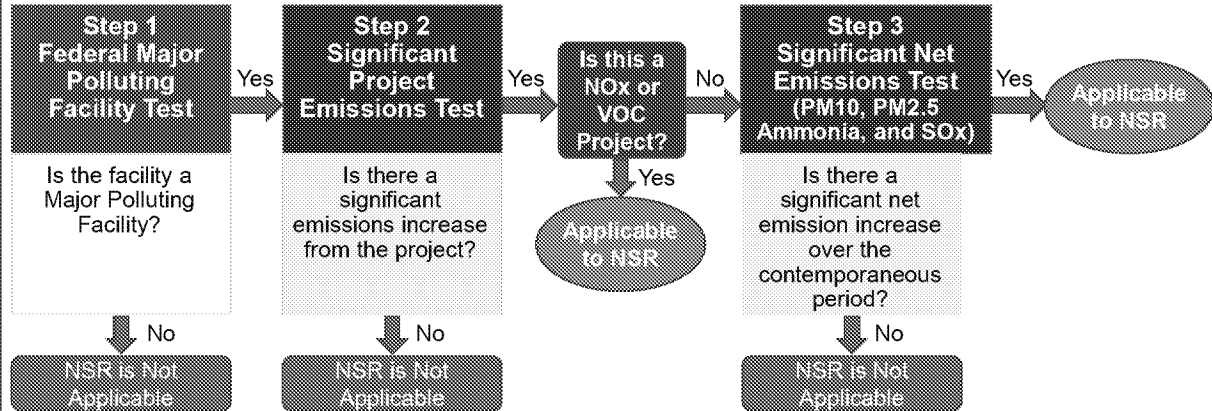 Step 1
Federal Major
Polluting
Facility Test
Yes
Step 2
Significant
Project
Emissions Test
Yes
Is this a
NOx or
VOC
Project?
No
Step 3
Significant Net
Emissions Test
(PM10, PM2.5
Ammonia, and SOx)
Yes
Applicable
to NSR
Is the facility a
Major Polluting
Facility?
Is there a
significant
emissions increase
from the project?
Yes
Applicable
to NSR
Is there a
significant net
emission increase
over the
contemporaneous
period?
No
NSR is Not
Applicable
No
NSR is Not
Applicable
No
NSR is Not
Applicable